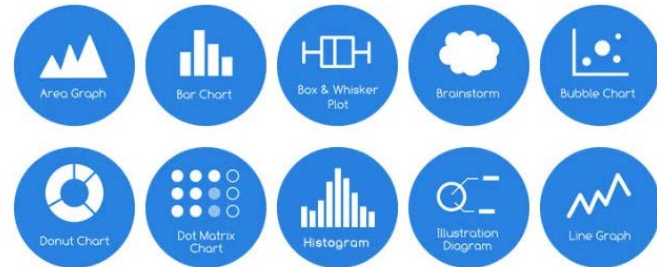 Area Graph
Bar Chart
Box & Whisker
Plot
Brainstorm
Bubble Chart
Donut Chart
Dot Matrix
Chart
Histogram
Illustration
Diagram
Line Graph